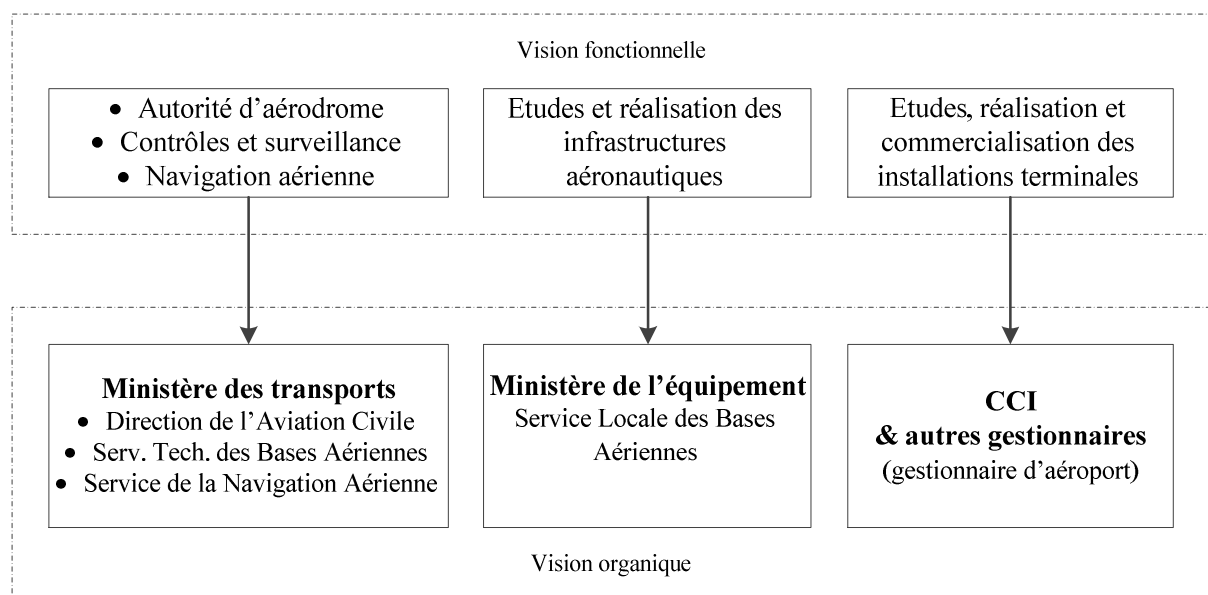 Vision fonctionnelle
• Autorité d’aérodrome
• Contrôles et surveillance
• Navigation aérienne
Etudes et réalisation des
infrastructures
aéronautiques
Etudes, réalisation et
commercialisation des
installations terminales
Ministère des transports
• Direction de l’Aviation Civile
• Serv. Tech. des Bases Aériennes
• Service de la Navigation Aérienne
Ministère de l’équipement
Service Locale des Bases
Aériennes
CCI
& autres gestionnaires
(gestionnaire d’aéroport)
Vision organique